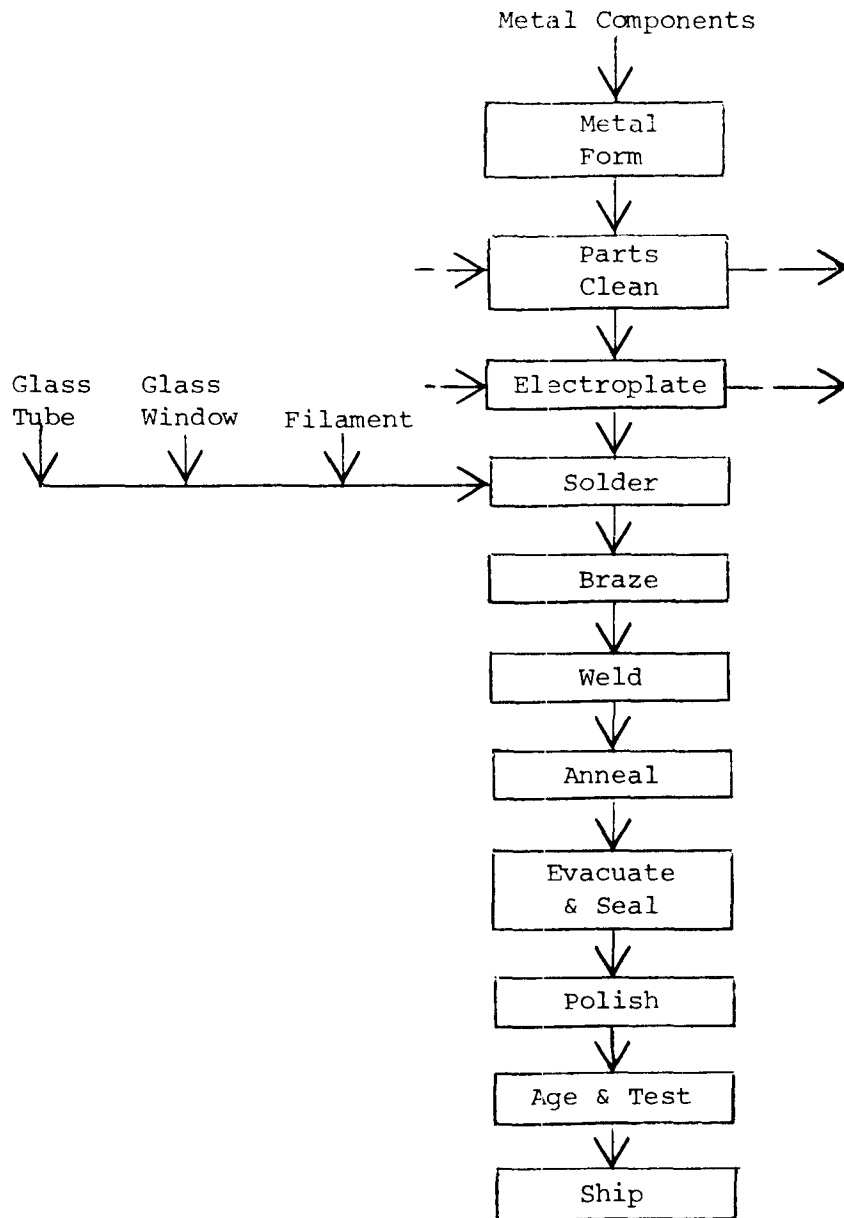 Metal Components
Metal
Form
Parts
Clean
Electroplate
Glass
Tube
Glass
Window
Filament
Solder
Braze
Weld
Anneal
Evacuate
& Seal
Polish
Age & Test
Ship